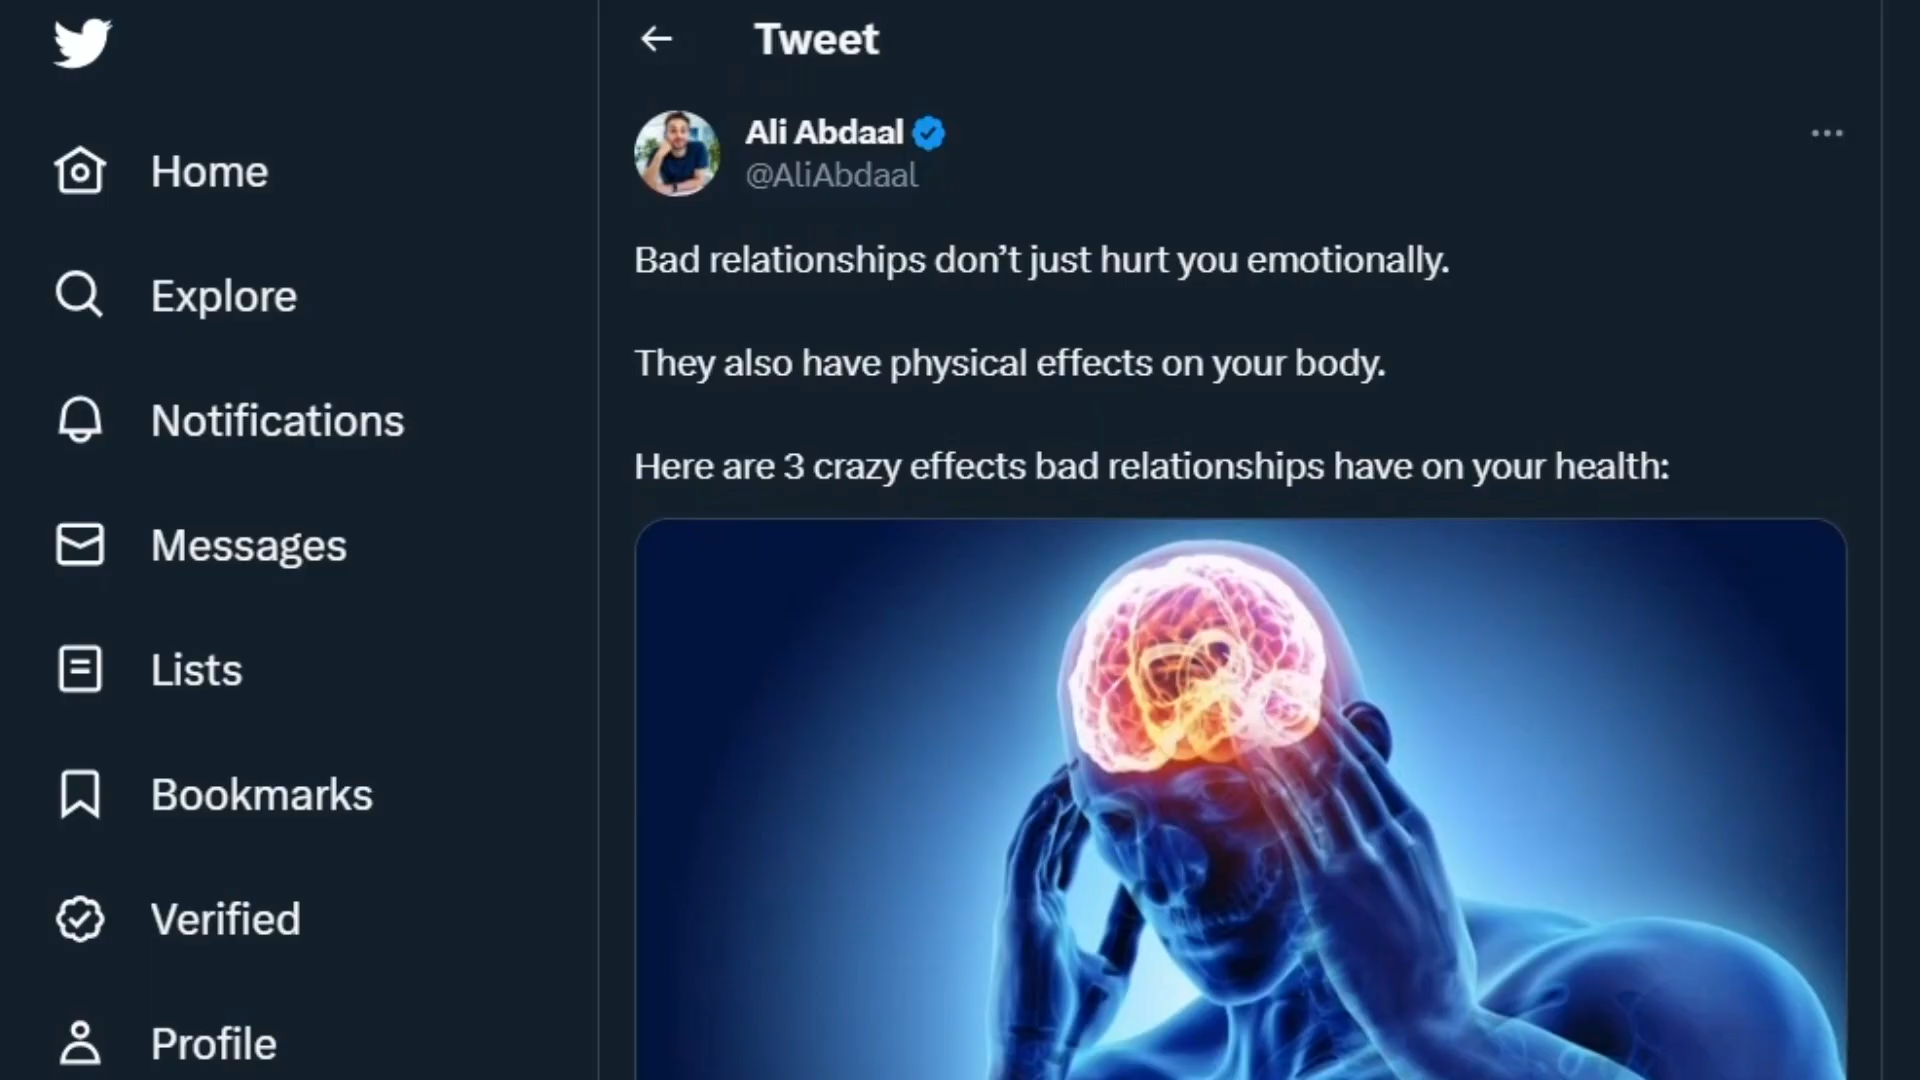 Tweet
Home
Explore
Notifications
Messages
Lists
Bookmarks
Verified
Profile
Ali Abdaal
@AliAbdaal
Bad relationships don’t just hurt you emotionally.
They also have physical effects on your body.
Here are 3 crazy effects bad relationships have on your health: